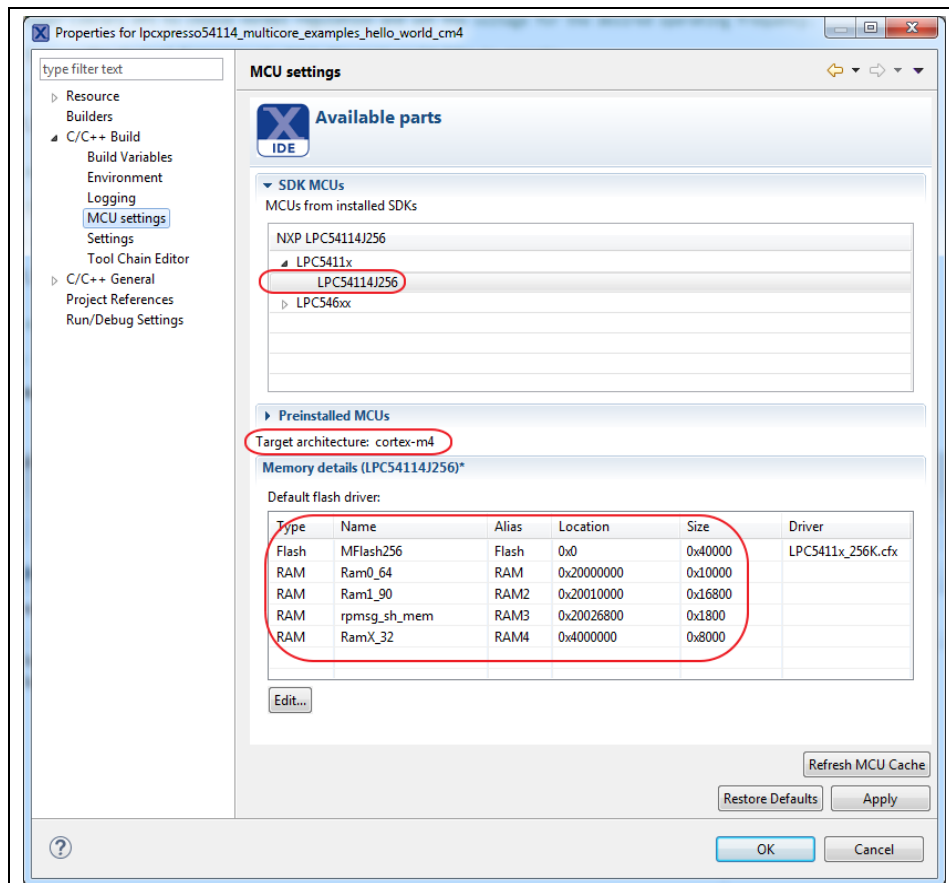 Properties for lpcxpresso54114_multicore_examples_hello_world_cm4
type filter text
Resource
Builders
C/C++ Build
Build Variables
Environment
Logging
MCU settings
Settings
Tool Chain Editor
C/C++ General
Project References
Run/Debug Settings
MCU settings
X
IDE
Available parts
SDK MCUs
MCUs from installed SDKs
NXP LPC54114J256
LPC5411x
LPC54114J256
LPC546xx
Preinstalled MCUs
Target architecture: cortex-m4
Memory details (LPC54114J256)*
Default flash driver:
Type Name Alias Location Size Driver
Flash MFlash256 Flash 0x0 0x40000 LPC5411x_256K.cfx
RAM Ram0_64 RAM 0x20000000 0x10000
RAM Ram1_90 RAM2 0x20010000 0x16800
RAM rpmsg_sh_mem RAM3 0x20026800 0x1800
RAM RamX_32 RAM4 0x4000000 0x8000
Edit...
Refresh MCU Cache
Restore Defaults Apply
? OK Cancel